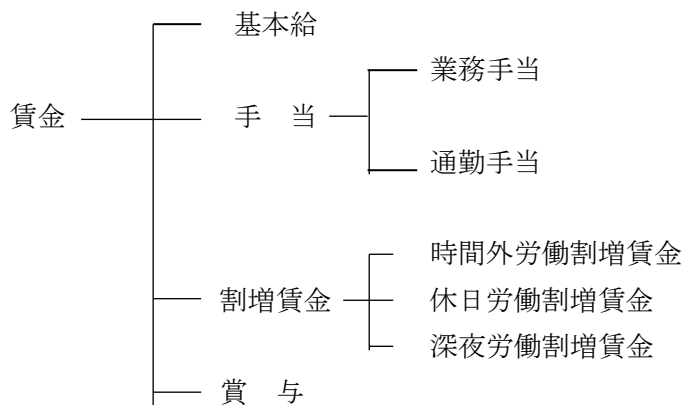 基本給
業務手当
賃金
手　当
通勤手当
時間外労働割増賃金
割増賃金
休日労働割増賃金
深夜労働割増賃金
賞　与